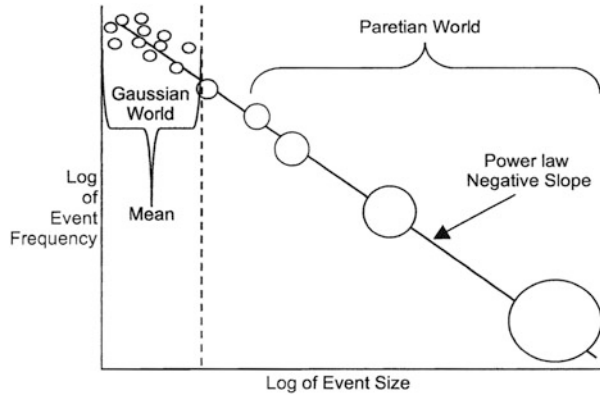 Paretian World
Gaussian
World
Power law
Negative Slope
Log
of
Event
Frequency
Mean
Log of Event Size